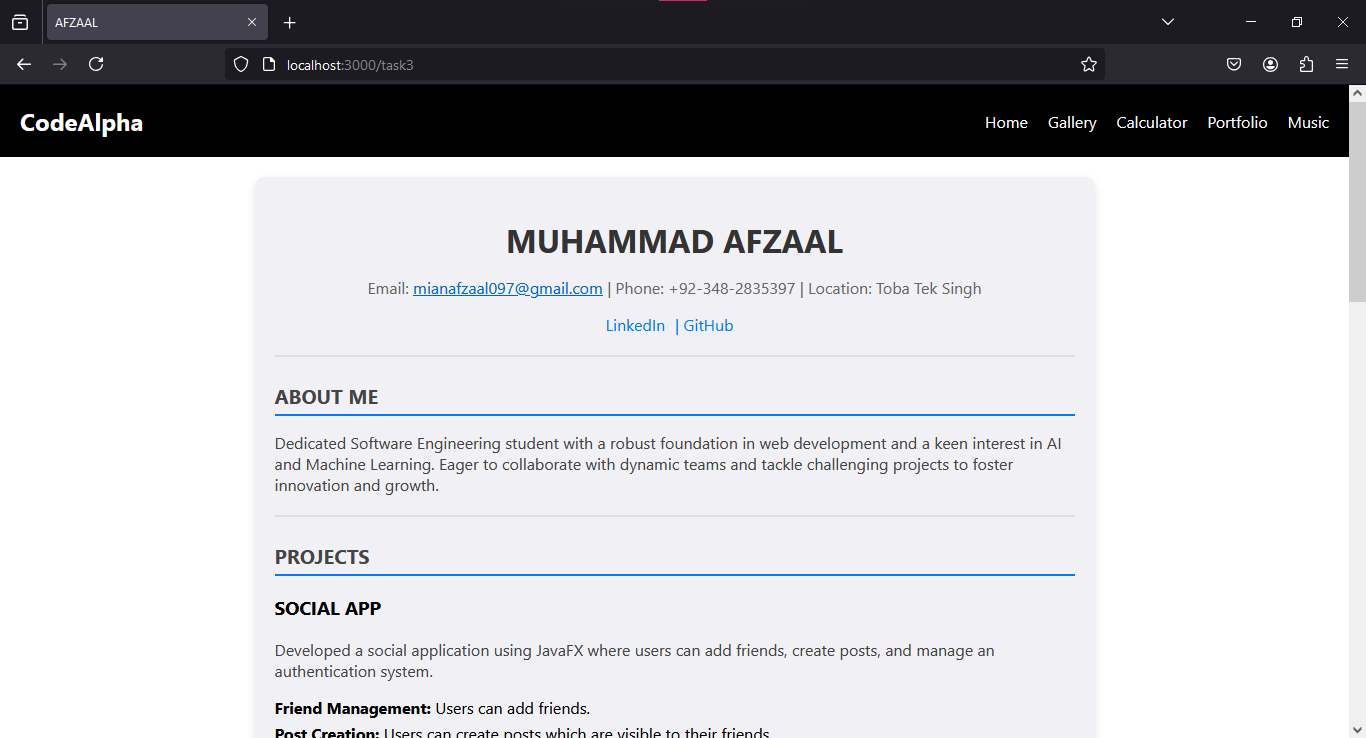 AFZAAL
localhost:3000/task3
CodeAlpha
Home Gallery Calculator Portfolio Music
MUHAMMAD AFZAAL
Email: mianafzaal097@gmail.com | Phone: +92-348-2835397 | Location: Toba Tek Singh
LinkedIn | GitHub
ABOUT ME
Dedicated Software Engineering student with a robust foundation in web development and a keen interest in AI
and Machine Learning. Eager to collaborate with dynamic teams and tackle challenging projects to foster
innovation and growth.
PROJECTS
SOCIAL APP
Developed a social application using JavaFX where users can add friends, create posts, and manage an
authentication system.
Friend Management: Users can add friends.
Post Creation: Users can create posts which are visible to their friends